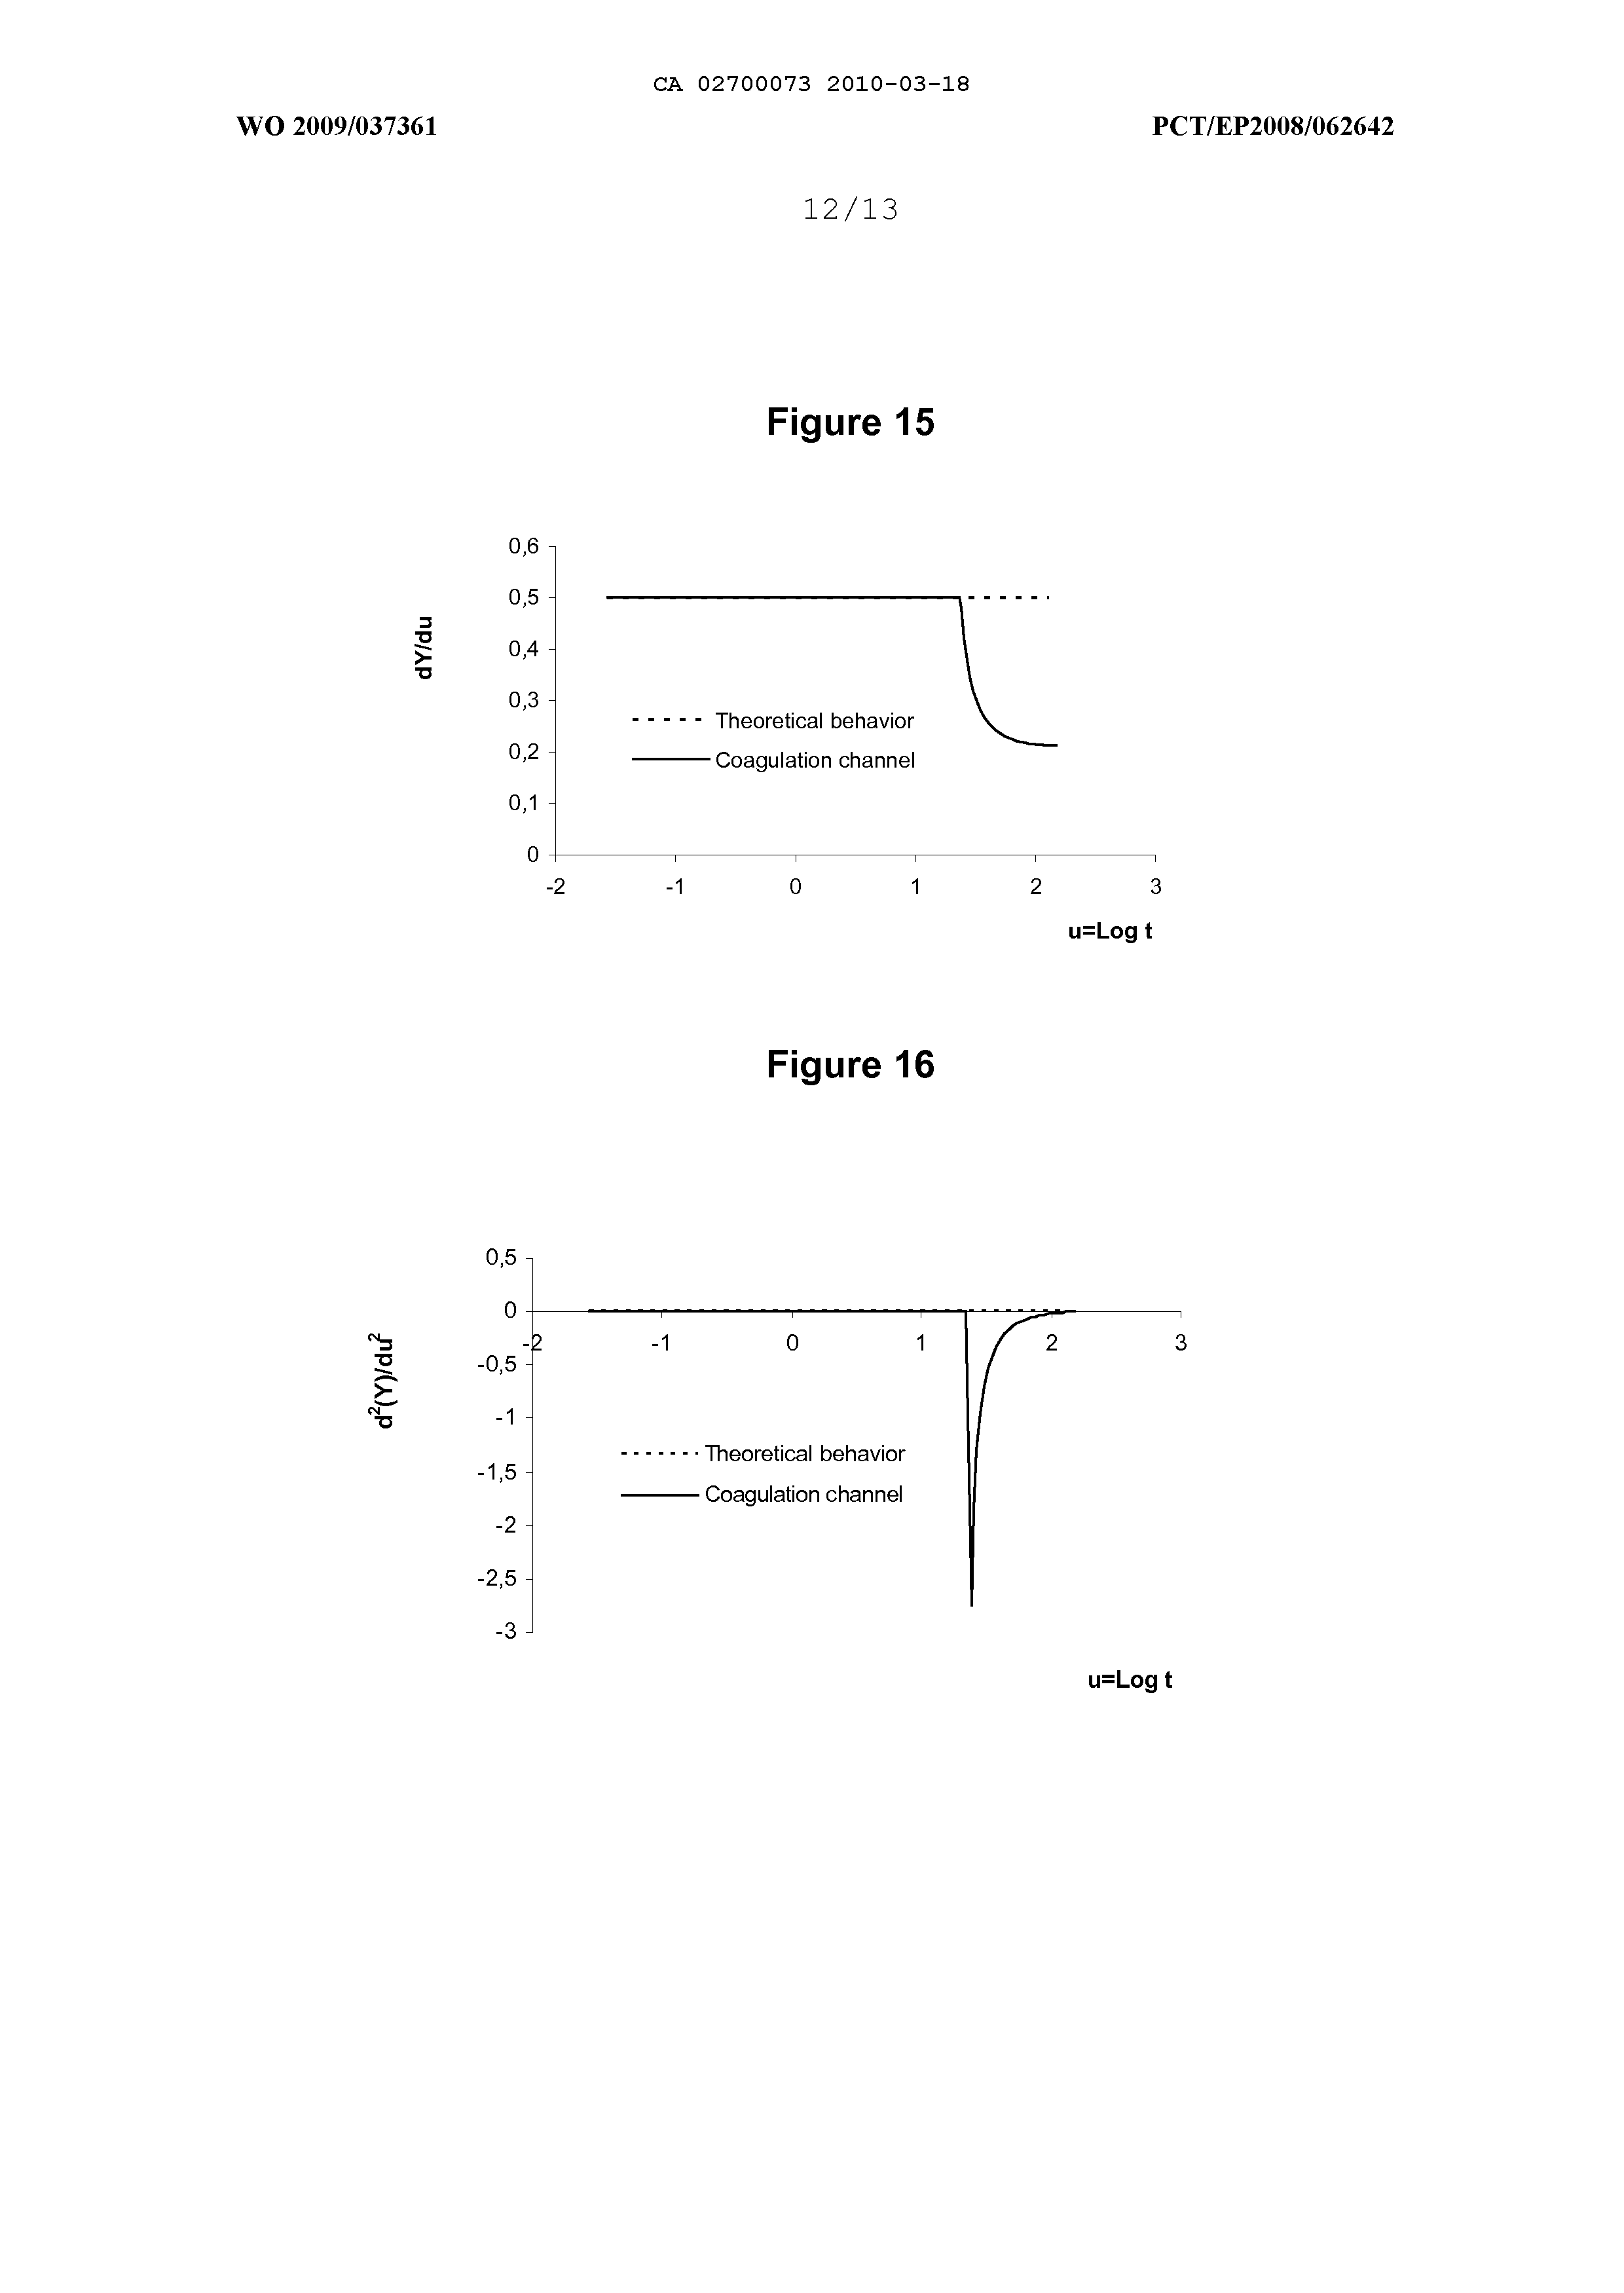 CA 02700073 2010-03-18
WO 2009/037361 PCT/EP2008/062642
12/13
Figure 15
0,6
0,5
0,4
0,3
0,2
0,1
0
dY/du
Theoretical behavior
Coagulation channel
-2 -1 0 1 2 3
u=Log t
Figure 16
0,5
0
-0,5
-1
-1,5
-2
-2,5
-3
d²(Y)/du²
-2 -1 0 1 2 3
Theoretical behavior
Coagulation channel
u=Log t